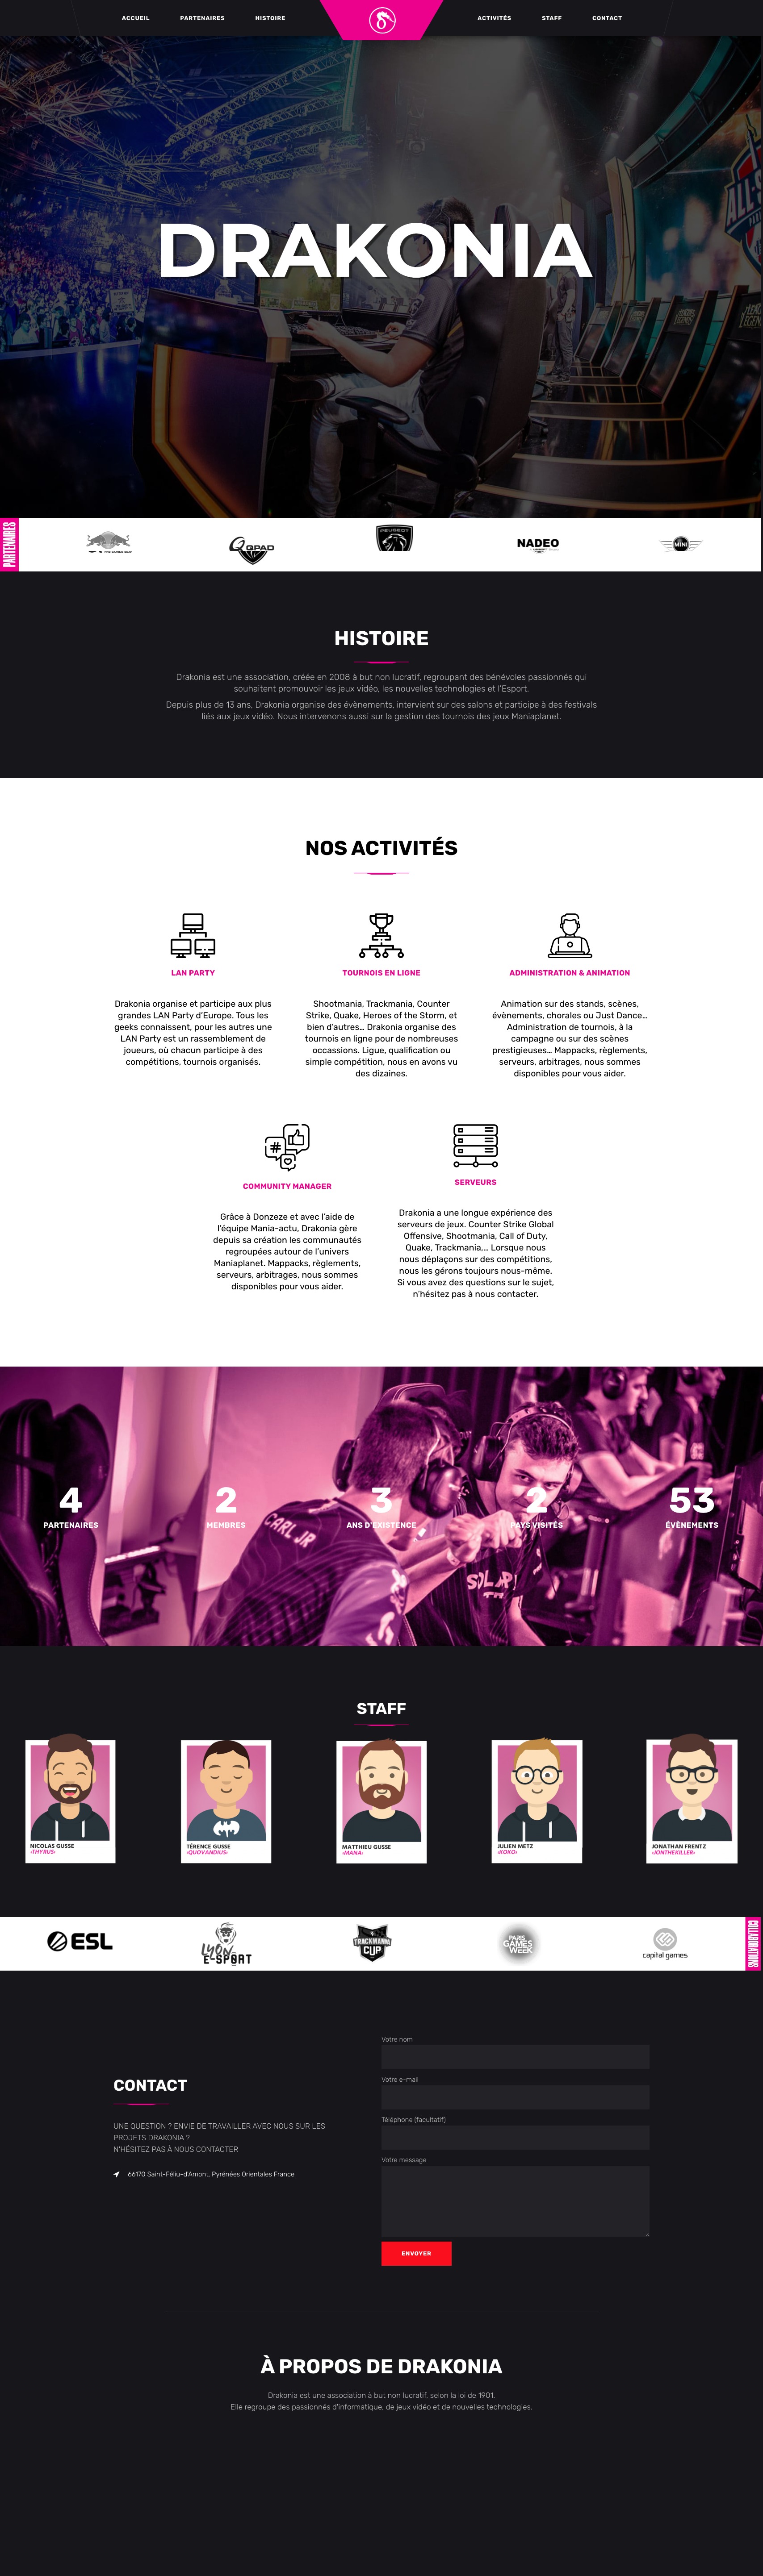 ACCUEIL
PARTENAIRES
HISTOIRE
ACTIVITÉS
STAFF
CONTACT
DRAKONIA
PARTENAIRES
QPAD
PEUGEOT
NADEO
MINI
HISTOIRE
Drakonia est une association, créée en 2008 à but non lucratif, regroupant des bénévoles passionnés qui
souhaitent promouvoir les jeux vidéo, les nouvelles technologies et l'Esport.
Depuis plus de 13 ans, Drakonia organise des évènements, intervient sur des salons et participe à des festivals
liés aux jeux vidéo. Nous intervenons aussi sur la gestion des tournois des jeux Maniaplanet.
NOS ACTIVITÉS
LAN PARTY
Drakonia organise et participe aux plus
grandes LAN Party d'Europe. Tous les
geeks connaissent, pour les autres une
LAN Party est un rassemblement de
joueurs, où chacun participe à des
compétitions, tournois organisés.
TOURNOIS EN LIGNE
Shootmania, Trackmania, Counter
Strike, Quake, Heroes of the Storm, et
bien d'autres... Drakonia organise des
tournois en ligne pour de nombreuses
occassions. Ligue, qualification ou
simple compétition, nous en avons vu
des dizaines.
ADMINISTRATION & ANIMATION
Animation sur des stands, scènes,
évènements, chorales ou Just Dance...
Administration de tournois, à la
campagne ou sur des scènes
prestigieuses... Mappacks, règlements,
serveurs, arbitrages, nous sommes
disponibles pour vous aider.
COMMUNITY MANAGER
Grâce à Donzeze et avec l'aide de
l'équipe Mania-actu, Drakonia gère
depuis sa création les communautés
regroupées autour de l'univers
Maniaplanet. Mappacks, règlements,
serveurs, arbitrages, nous sommes
disponibles pour vous aider.
SERVEURS
Drakonia a une longue expérience des
serveurs de jeux. Counter Strike Global
Offensive, Shootmania, Call of Duty,
Quake, Trackmania,... Lorsque nous
nous déplaçons sur des compétitions,
nous les gérons toujours nous-même.
Si vous avez des questions sur le sujet,
n'hésitez pas à nous contacter.
4
PARTENAIRES
2
MEMBRES
3
ANS D'EXISTENCE
2
PAYS VISITÉS
53
ÉVÈNEMENTS
CARL JR
STAFF
NICOLAS GUSSE
‹THYRUS›
TÉRENCE GUSSE
‹QUOVANDIUS›
MATTHIEU GUSSE
‹MANA›
JULIEN METZ
‹KOKO›
JONATHAN FRENTZ
‹JONTHEKILLER›
ESL
LYON
E-SPORT
TRACKMANIA
CUP
PARIS
GAMES
WEEK
capital games
COLLABORATIONS
CONTACT
UNE QUESTION ? ENVIE DE TRAVAILLER AVEC NOUS SUR LES
PROJETS DRAKONIA ?
N'HÉSITEZ PAS À NOUS CONTACTER
66170 Saint-Féliu-d'Amont, Pyrénées Orientales France
Votre nom
Votre e-mail
Téléphone (facultatif)
Votre message
ENVOYER
À PROPOS DE DRAKONIA
Drakonia est une association à but non lucratif, selon la loi de 1901.
Elle regroupe des passionnés d'informatique, de jeux vidéo et de nouvelles technologies.